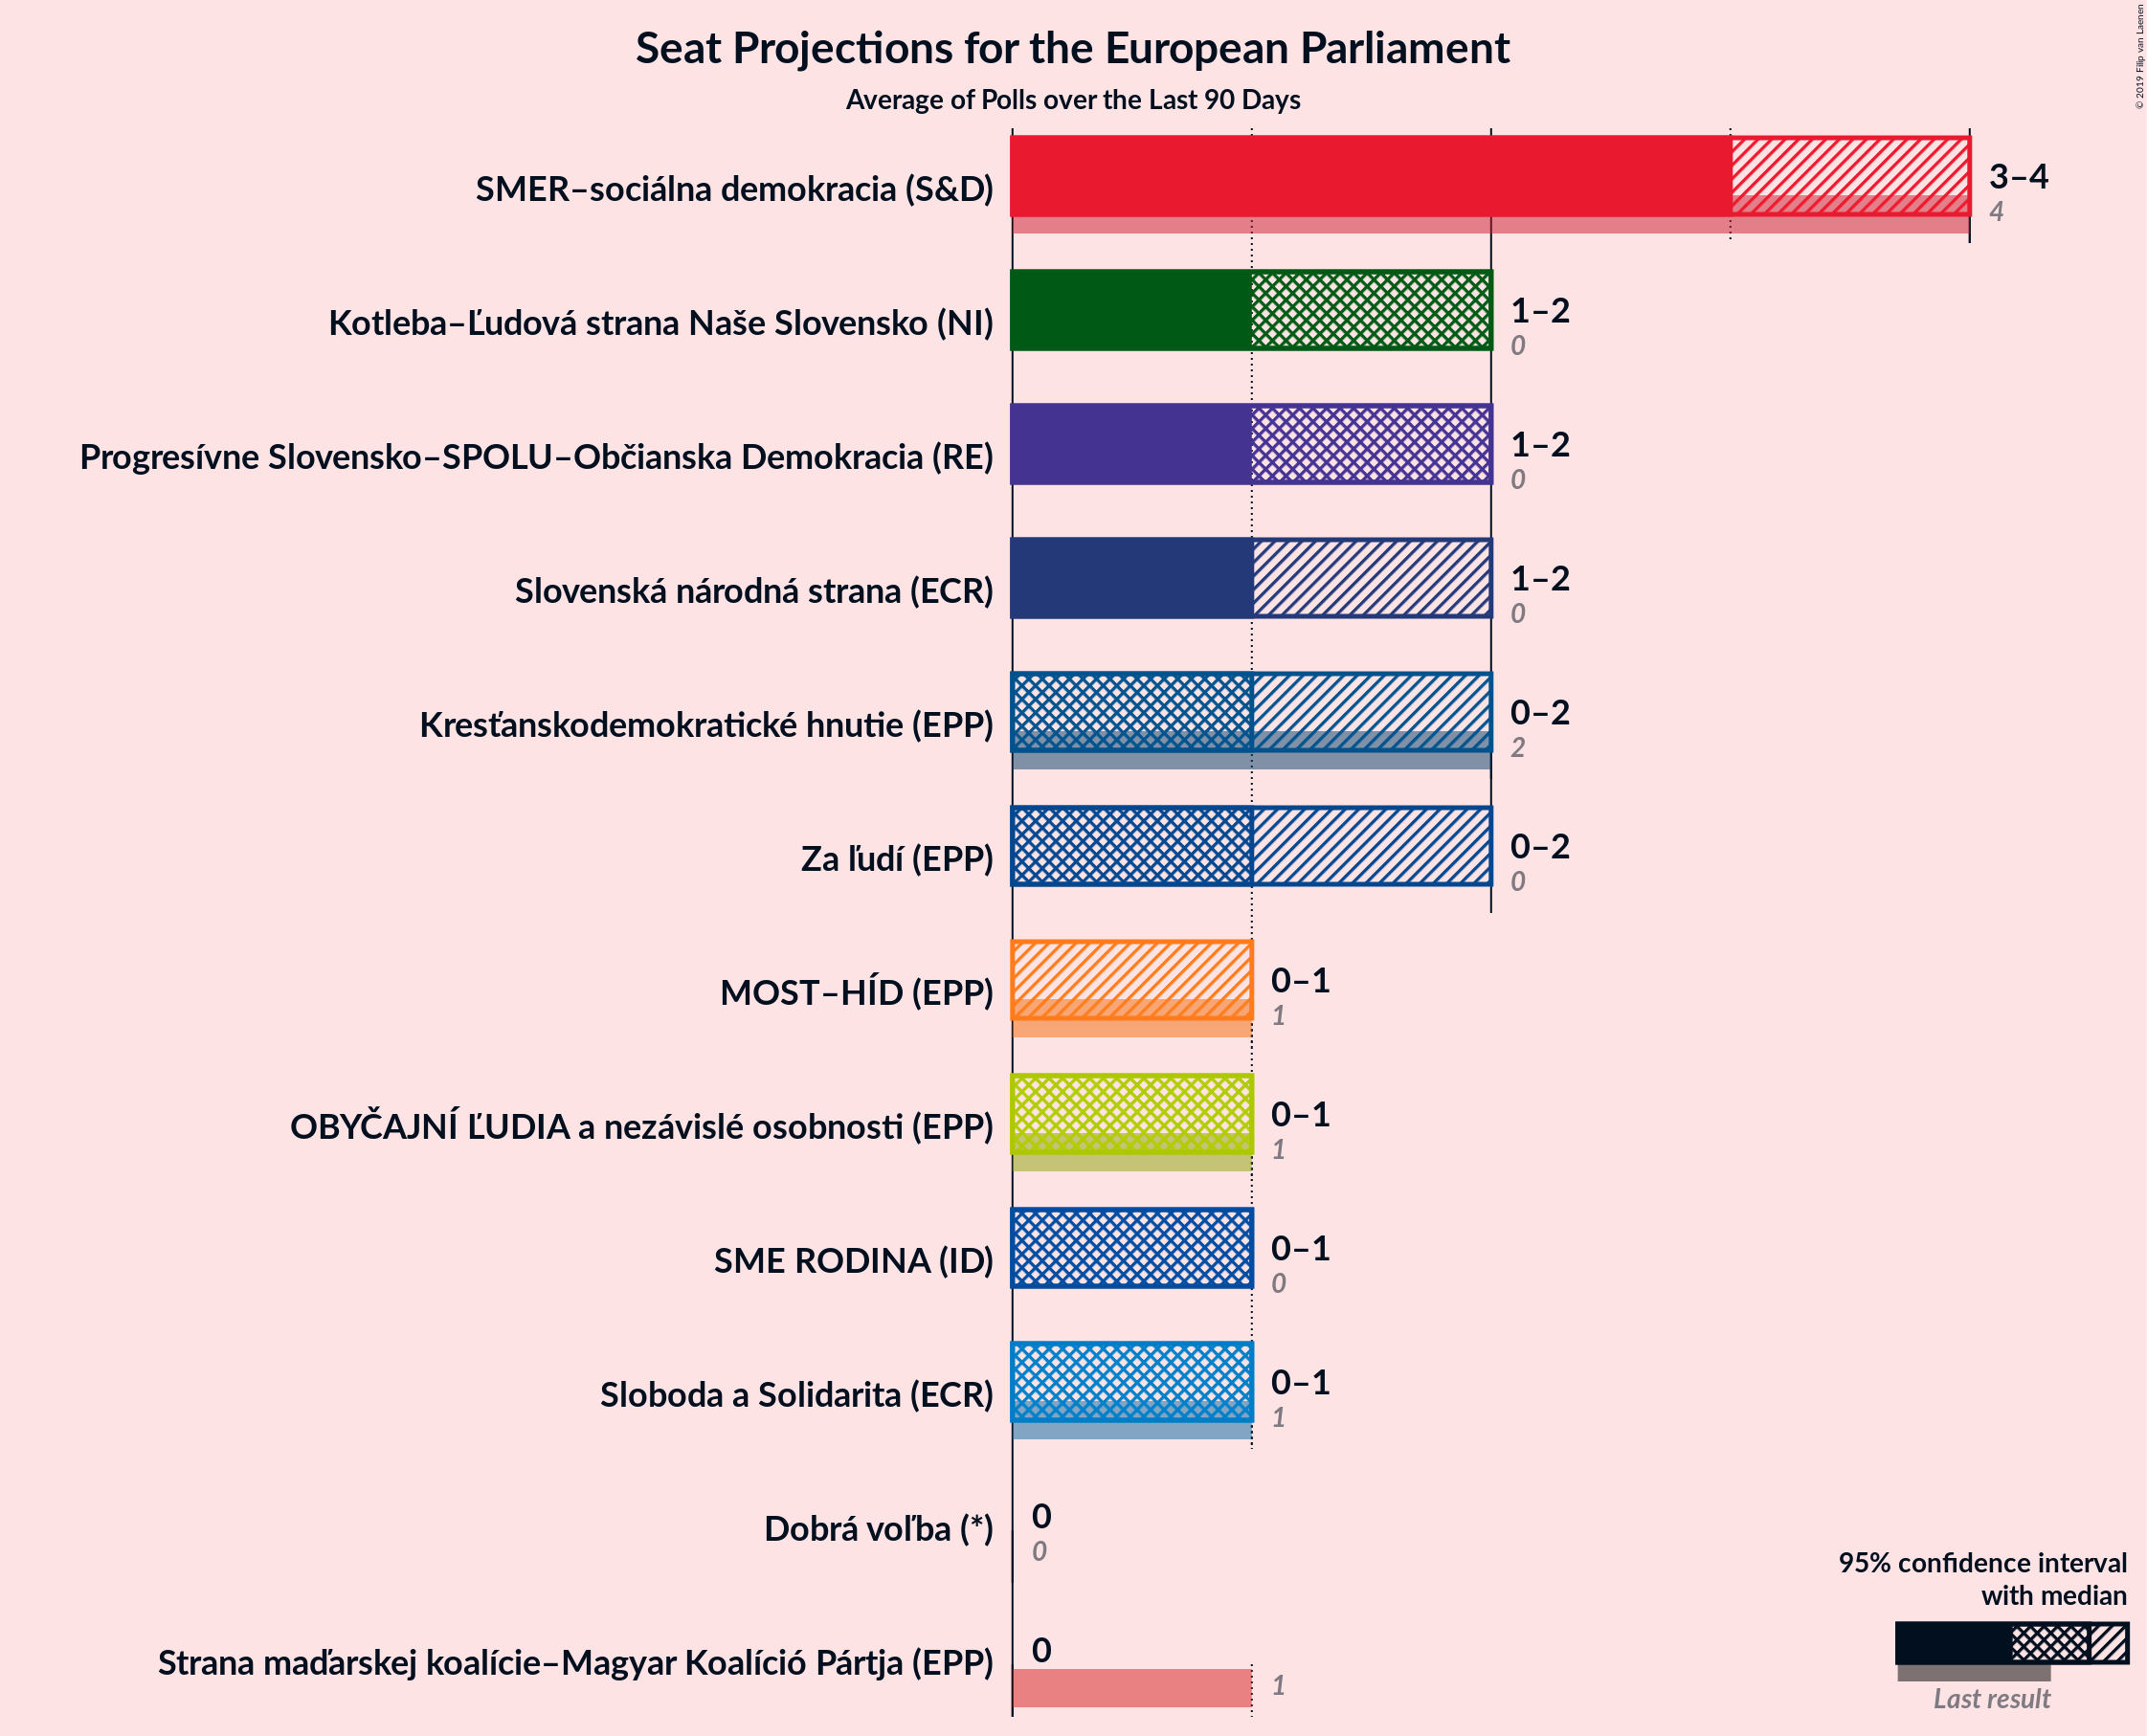 Seat Projections for the European Parliament
Average of Polls over the Last 90 Days
© 2019 Filip van Laenen
SMER–sociálna demokracia (S&D)
3–4
4
Kotleba–Ľudová strana Naše Slovensko (NI)
1–2
0
Progresívne Slovensko–SPOLU–Občianska Demokracia (RE)
1–2
0
Slovenská národná strana (ECR)
1–2
0
Kresťanskodemokratické hnutie (EPP)
0–2
2
Za ľudí (EPP)
0–2
0
MOST–HÍD (EPP)
0–1
1
OBYČAJNÍ ĽUDIA a nezávislé osobnosti (EPP)
0–1
1
SME RODINA (ID)
0–1
0
Sloboda a Solidarita (ECR)
0–1
1
Dobrá voľba (*)
0
0
Strana maďarskej koalície–Magyar Koalíció Pártja (EPP)
0
1
95% confidence interval
with median
Last result